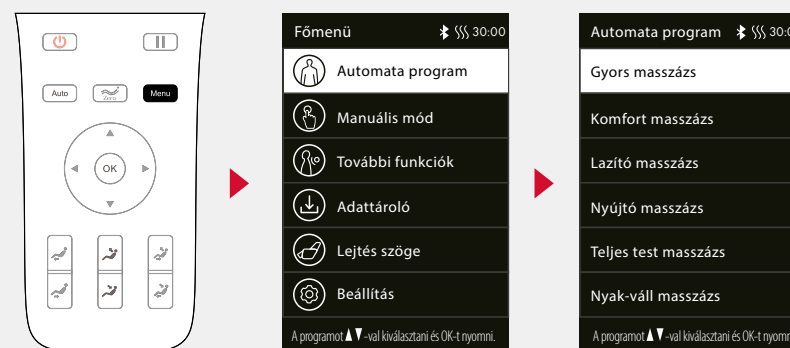 Auto
Zero
Menu
OK
Főmenü 30:00
Automata program
Manuális mód
További funkciók
Adattároló
Lejtés szöge
Beállítás
A programot▲▼-val kiválasztani és OK-t nyomni.
Automata program 30:0
Gyors masszázs
Komfort masszázs
Lazító masszázs
Nyújtó masszázs
Teljes test masszázs
Nyak-váll masszázs
A programot▲▼-val kiválasztani és OK-t nyomn